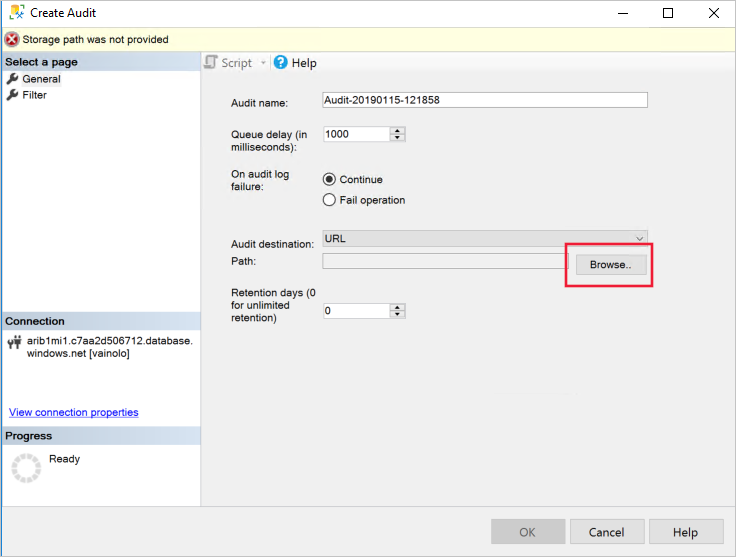 Create Audit
Storage path was not provided
Select a page
General
Filter
Script
Help
Audit name:
Audit-20190115-121858
Queue delay (in
milliseconds):
1000
On audit log
failure:
Continue
Fail operation
Audit destination:
URL
Path:
Browse..
Retention days (0
for unlimited
retention)
0
Connection
arib1mi1.c7aa2d506712.database.
windows.net [vainolo]
View connection properties
Progress
Ready
OK
Cancel
Help